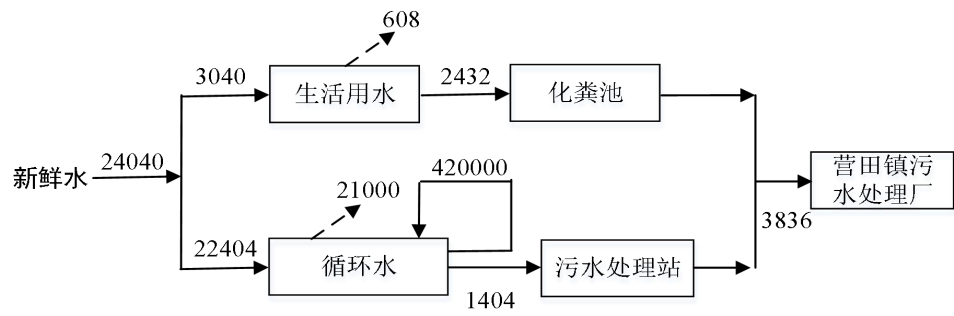 608
3040
生活用水
2432
化粪池
新鲜水
24040
420000
21000
营田镇污
水处理厂
3836
22404
循环水
1404
污水处理站